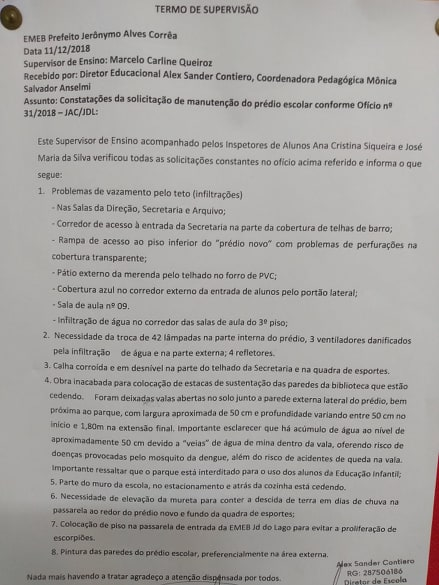 TERMO DE SUPERVISÃO
EMEB Prefeito Jerônymo Alves Corrêa
Data 11/12/2018
Supervisor de Ensino: Marcelo Carline Queiroz
Recebido por: Diretor Educacional Alex Sander Contiero, Coordenadora Pedagógica Mônica
Salvador Anselmi
Assunto: Constatações da solicitação de manutenção do prédio escolar conforme Ofício nº
31/2018 – JAC/JDL:
Este Supervisor de Ensino acompanhado pelos Inspetores de Alunos Ana Cristina Siqueira e José
Maria da Silva verificou todas as solicitações constantes no ofício acima referido e informa o que
segue:
1. Problemas de vazamento pelo teto (infiltrações)
- Nas Salas da Direção, Secretaria e Arquivo;
- Corredor de acesso à entrada da Secretaria na parte da cobertura de telhas de barro;
- Rampa de acesso ao piso inferior do "prédio novo" com problemas de perfurações na
cobertura transparente;
- Pátio externo da merenda pelo telhado no forro de PVC;
- Cobertura azul no corredor externo da entrada de alunos pelo portão lateral;
- Sala de aula nº 09.
- Infiltração de água no corredor das salas de aula do 3º piso;
2. Necessidade da troca de 42 lâmpadas na parte interna do prédio, 3 ventiladores danificados
pela infiltração de água e na parte externa; 4 refletores.
3. Calha corroída e em desnível na parte do telhado da Secretaria e na quadra de esportes.
4. Obra inacabada para colocação de estacas de sustentação das paredes da biblioteca que estão
cedendo. Foram deixadas valas abertas no solo junto a parede externa lateral do prédio, bem
próxima ao parque, com largura aproximada de 50 cm e profundidade variando entre 50 cm no
início e 1,80m na extensão final. Importante esclarecer que há acúmulo de água ao nível de
aproximadamente 50 cm devido a "veias" de água de mina dentro da vala, oferendo risco de
doenças provocadas pelo mosquito da dengue, além do risco de acidentes de queda na vala.
Importante ressaltar que o parque está interditado para o uso dos alunos da Educação Infantil;
5. Parte do muro da escola, no estacionamento e atrás da cozinha está cedendo.
6. Necessidade de elevação da mureta para conter a descida de terra em dias de chuva na
passarela ao redor do prédio novo e fundo da quadra de esportes;
7. Colocação de piso na passarela de entrada da EMEB Jd do Lago para evitar a proliferação de
escorpiões.
8. Pintura das paredes do prédio escolar, preferencialmente na área externa.
Nada mais havendo a tratar agradeço a atenção dispensada por todos.
Alex Sander Contiero
RG: 287506186
Diretor de Escola